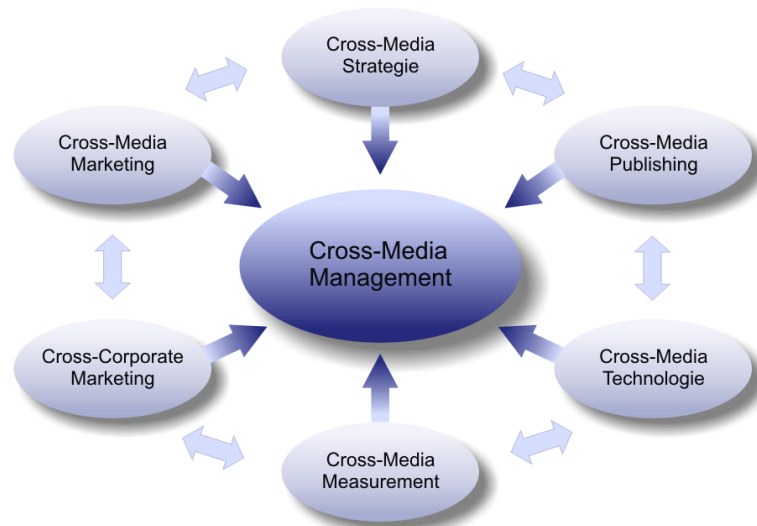 Cross-Media
Strategie
Cross-Media
Marketing
Cross-Media
Publishing
Cross-Media
Management
Cross-Corporate
Marketing
Cross-Media
Technologie
Cross-Media
Measurement